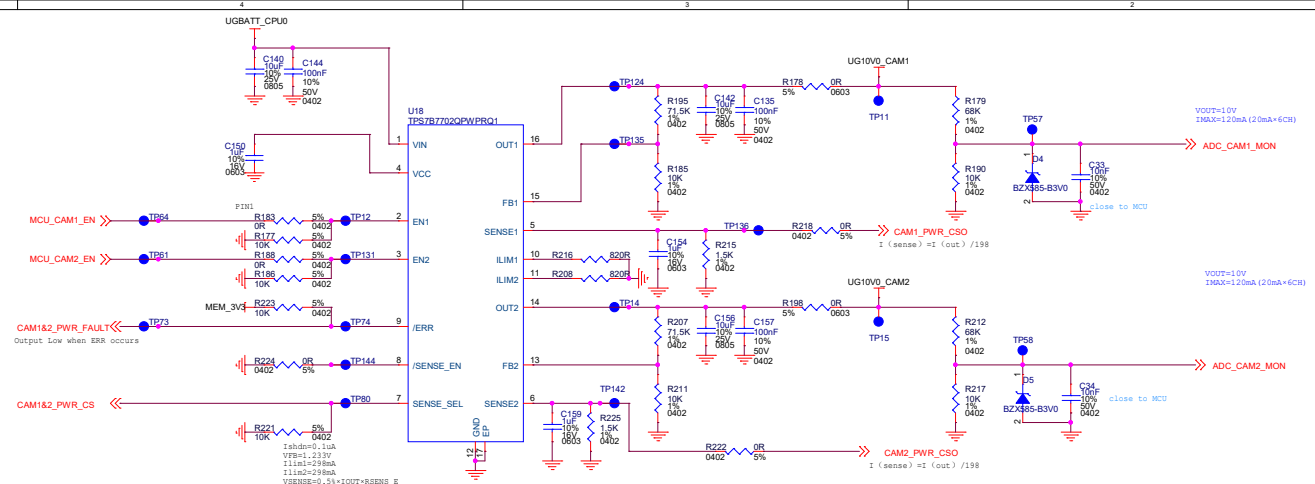 4
3
2
UGBATT_CPU0
C140
10uF
10%
25V
0805
C144
100nF
10%
50V
0402
C150
1uF
10%
16V
0603
U18
TPS7B7702QPWPRQ1
1
VIN
4
VCC
2
EN1
3
EN2
9
/ERR
8
/SENSE_EN
7
SENSE_SEL
OUT1
16
FB1
15
SENSE1
5
ILIM1
10
ILIM2
11
OUT2
14
FB2
13
SENSE2
6
GND
EP
12
17
PIN1
MCU_CAM1_EN
TP64
R183
0R
5%
0402
TP12
R177
10K
5%
0402
MCU_CAM2_EN
TP61
R188
0R
5%
0402
TP131
R186
10K
5%
0402
MEM_3V3
R223
10K
5%
0402
CAM1&2_PWR_FAULT
TP73
TP74
Output Low when ERR occurs
R224
0402
0R
5%
TP144
CAM1&2_PWR_CS
TP80
R221
10K
5%
0402
Ishdn=0.1uA
VFB=1.233V
Ilim1=298mA
Ilim2=298mA
VSENSE=0.5%×IOUT×RSENS E
TP124
TP135
R195
71.5K
1%
0402
R185
10K
1%
0402
C142
10uF
10%
25V
0805
C135
100nF
10%
50V
0402
R178
5%
0R
0603
UG10V0_CAM1
TP11
R179
68K
1%
0402
R190
10K
1%
0402
TP57
1
D4
BZX585-B3V0
2
C33
10nF
10%
50V
0402
close to MCU
VOUT=10V
IMAX=120mA(20mA×6CH)
ADC_CAM1_MON
TP136
R218
0402
0R
5%
CAM1_PWR_CSO
I (sense) =I (out) /198
C154
1uF
10%
16V
0603
R215
1.5K
1%
0402
R216
820R
R208
820R
TP14
R207
71.5K
1%
0402
R211
10K
1%
0402
C156
10uF
10%
25V
0805
C157
100nF
10%
50V
0402
R198
5%
0R
0603
UG10V0_CAM2
TP15
R212
68K
1%
0402
R217
10K
1%
0402
TP58
1
D5
BZX585-B3V0
2
C34
10nF
10%
50V
0402
close to MCU
VOUT=10V
IMAX=120mA(20mA×6CH)
ADC_CAM2_MON
TP142
C159
1uF
10%
16V
0603
R225
1.5K
1%
0402
R222
0402
0R
5%
CAM2_PWR_CSO
I (sense) =I (out) /198